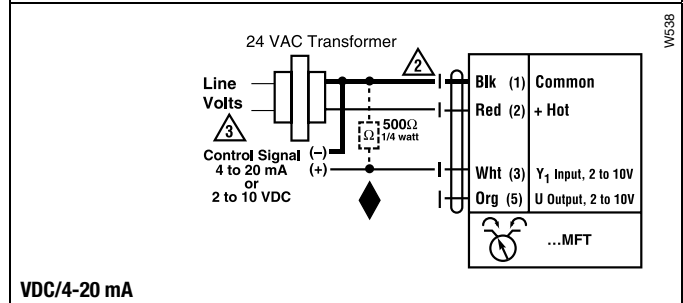 W538
24 VAC Transformer
Line
Volts
2
3
500Ω
Ω
1/4 watt
Control Signal (–)
4 to 20 mA (+)
or
2 to 10 VDC
Blk (1) Common
Red (2) + Hot
Wht (3) Y₁ Input, 2 to 10V
Org (5) U Output, 2 to 10V
...MFT
VDC/4-20 mA